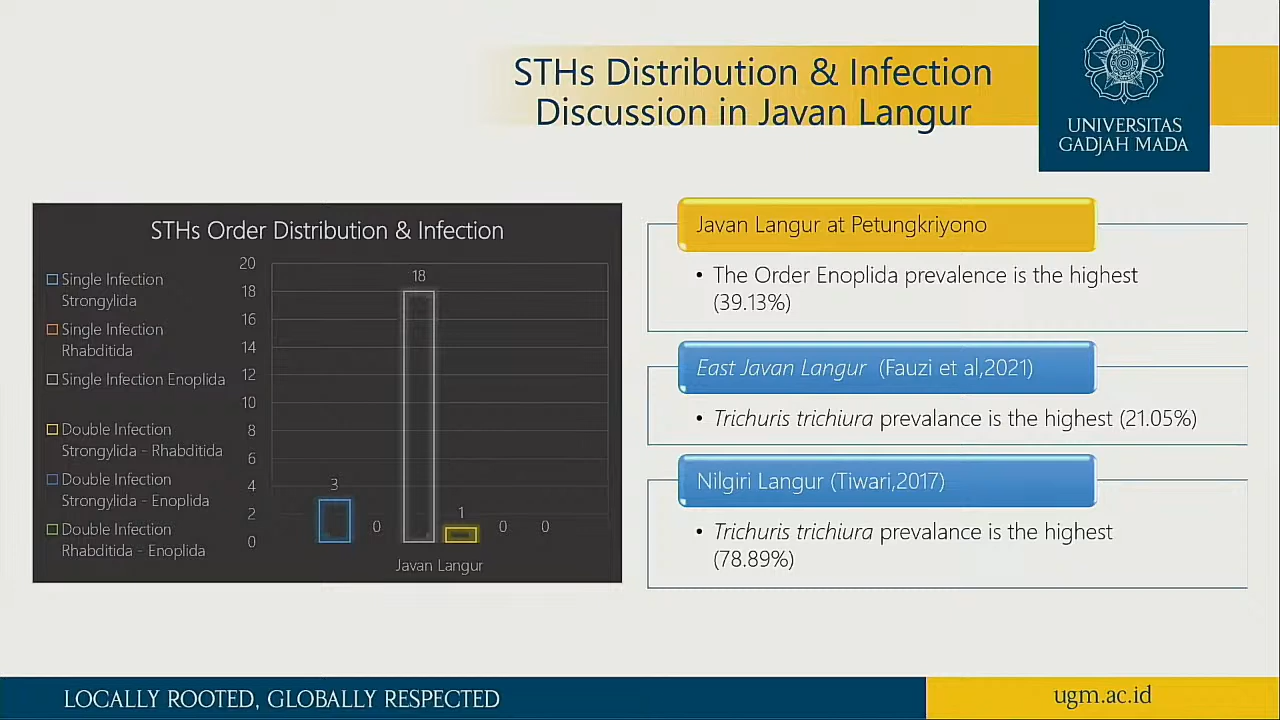 STHs Distribution & Infection
Discussion in Javan Langur
UNIVERSITAS
GADJAH MADA
STHs Order Distribution & Infection
Single Infection
Strongylida
Single Infection
Rhabditida
Single Infection Enoplida
Double Infection
Strongylida - Rhabditida
Double Infection
Strongylida - Enoplida
Double Infection
Rhabditida - Enoplida
20
18
16
14
12
10
8
6
4
2
0
3
0
18
1
0
0
Javan Langur
Javan Langur at Petungkriyono
• The Order Enoplida prevalence is the highest
(39.13%)
East Javan Langur (Fauzi et al,2021)
• Trichuris trichiura prevalance is the highest (21.05%)
Nilgiri Langur (Tiwari,2017)
• Trichuris trichiura prevalance is the highest
(78.89%)
LOCALLY ROOTED, GLOBALLY RESPECTED
ugm.ac.id